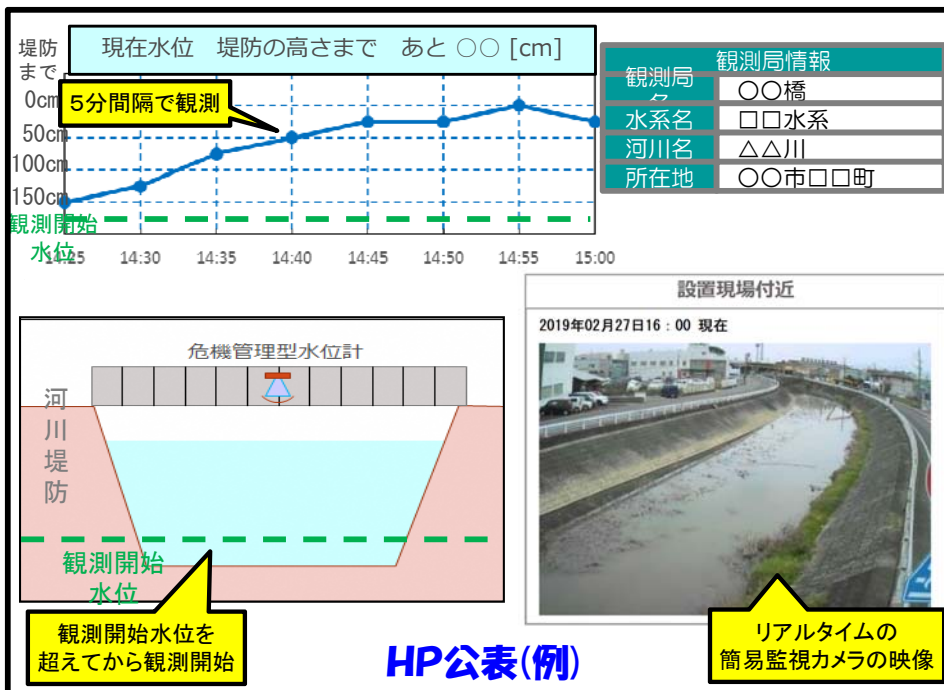 堤防
まで
現在水位 堤防の高さまで あと ○○ [cm]
0cm
50cm
100cm
150cm
5分間隔で観測
観測開始
水位
14:25
14:30
14:35
14:40
14:45
14:50
14:55
15:00
観測局情報
観測局名
○○橋
水系名
□□水系
河川名
△△川
所在地
○○市□□町
危機管理型水位計
河川堤防
観測開始
水位
観測開始水位を
超えてから観測開始
設置現場付近
2019年02月27日16:00 現在
リアルタイムの
簡易監視カメラの映像
HP公表(例)